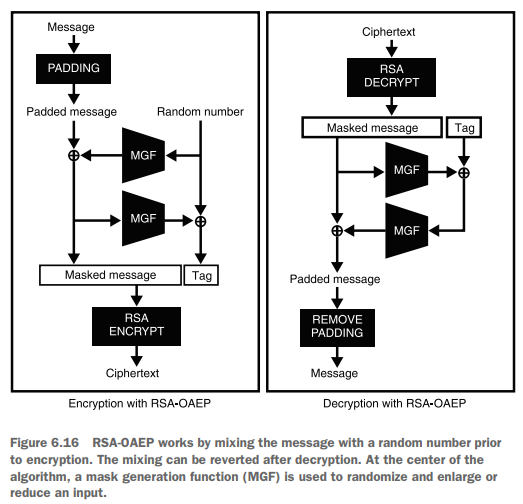 Message
PADDING
Padded message
Random number
MGF
MGF
Masked message
Tag
RSA
ENCRYPT
Ciphertext
Encryption with RSA-OAEP
Ciphertext
RSA
DECRYPT
Masked message
Tag
MGF
MGF
Padded message
REMOVE
PADDING
Message
Decryption with RSA-OAEP
Figure 6.16 RSA-OAEP works by mixing the message with a random number prior
to encryption. The mixing can be reverted after decryption. At the center of the
algorithm, a mask generation function (MGF) is used to randomize and enlarge or
reduce an input.